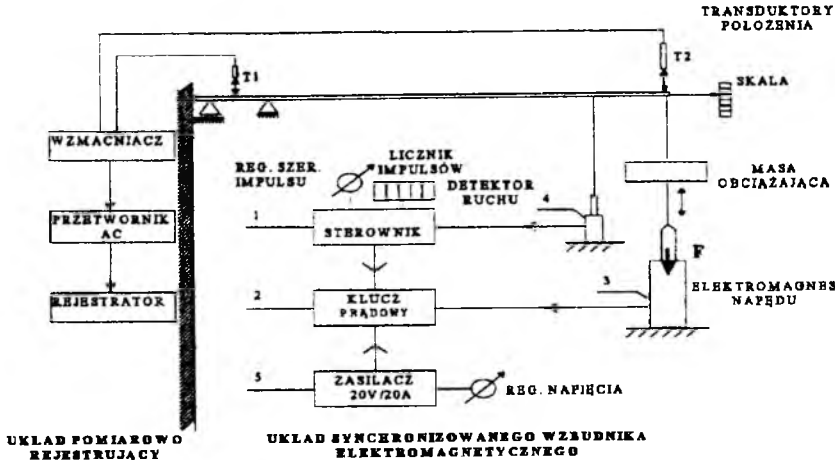 TRANSDUKTORY
POŁOŻENIA
T1
T2
SKALA
WZMACNIACZ
REG. SZER.
IMPULSU
LICZNIK
IMPULSÓW
DETEKTOR
RUCHU
MASA
OBCIĄŻAJĄCA
PRZETWORNIK
AC
1
STEROWNIK
4
F
REJESTRATOR
2
KLUCZ
PRĄDOWY
3
ELEKTROMAGNES
NAPĘDU
5
ZASILACZ
20V/20A
REG. NAPIĘCIA
UKŁAD POMIAROWO
REJESTRUJĄCY
UKŁAD SYNCHRONIZOWANEGO WZBUDNIKA
ELEKTROMAGNETYCZNEGO